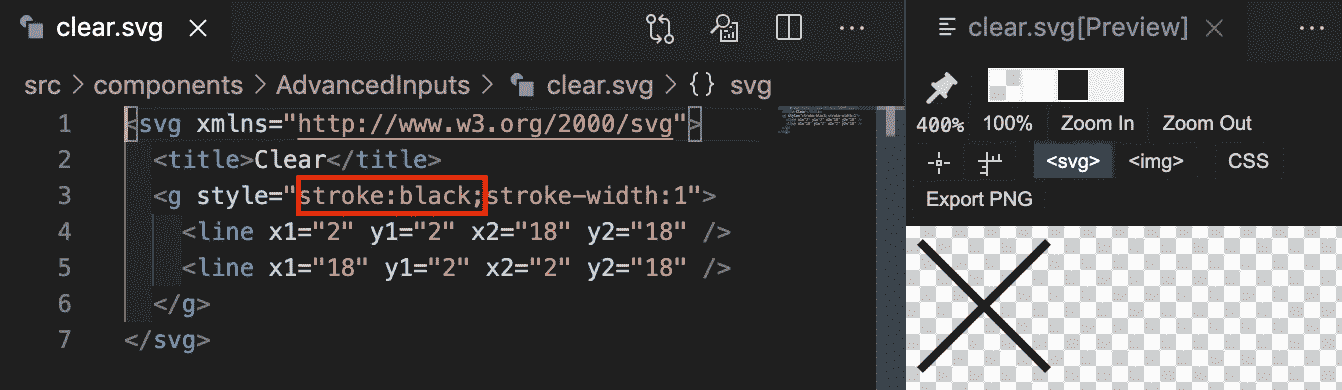 clear.svg
src > components > AdvancedInputs > clear.svg > {} svg
1 <svg xmlns="http://www.w3.org/2000/svg">
2 <title>Clear</title>
3 <g style="stroke:black;stroke-width:1">
4 <line x1="2" y1="2" x2="18" y2="18" />
5 <line x1="18" y1="2" x2="2" y2="18" />
6 </g>
7 </svg>
clear.svg[Preview]
400% 100% Zoom In Zoom Out
<svg> <img> CSS
Export PNG